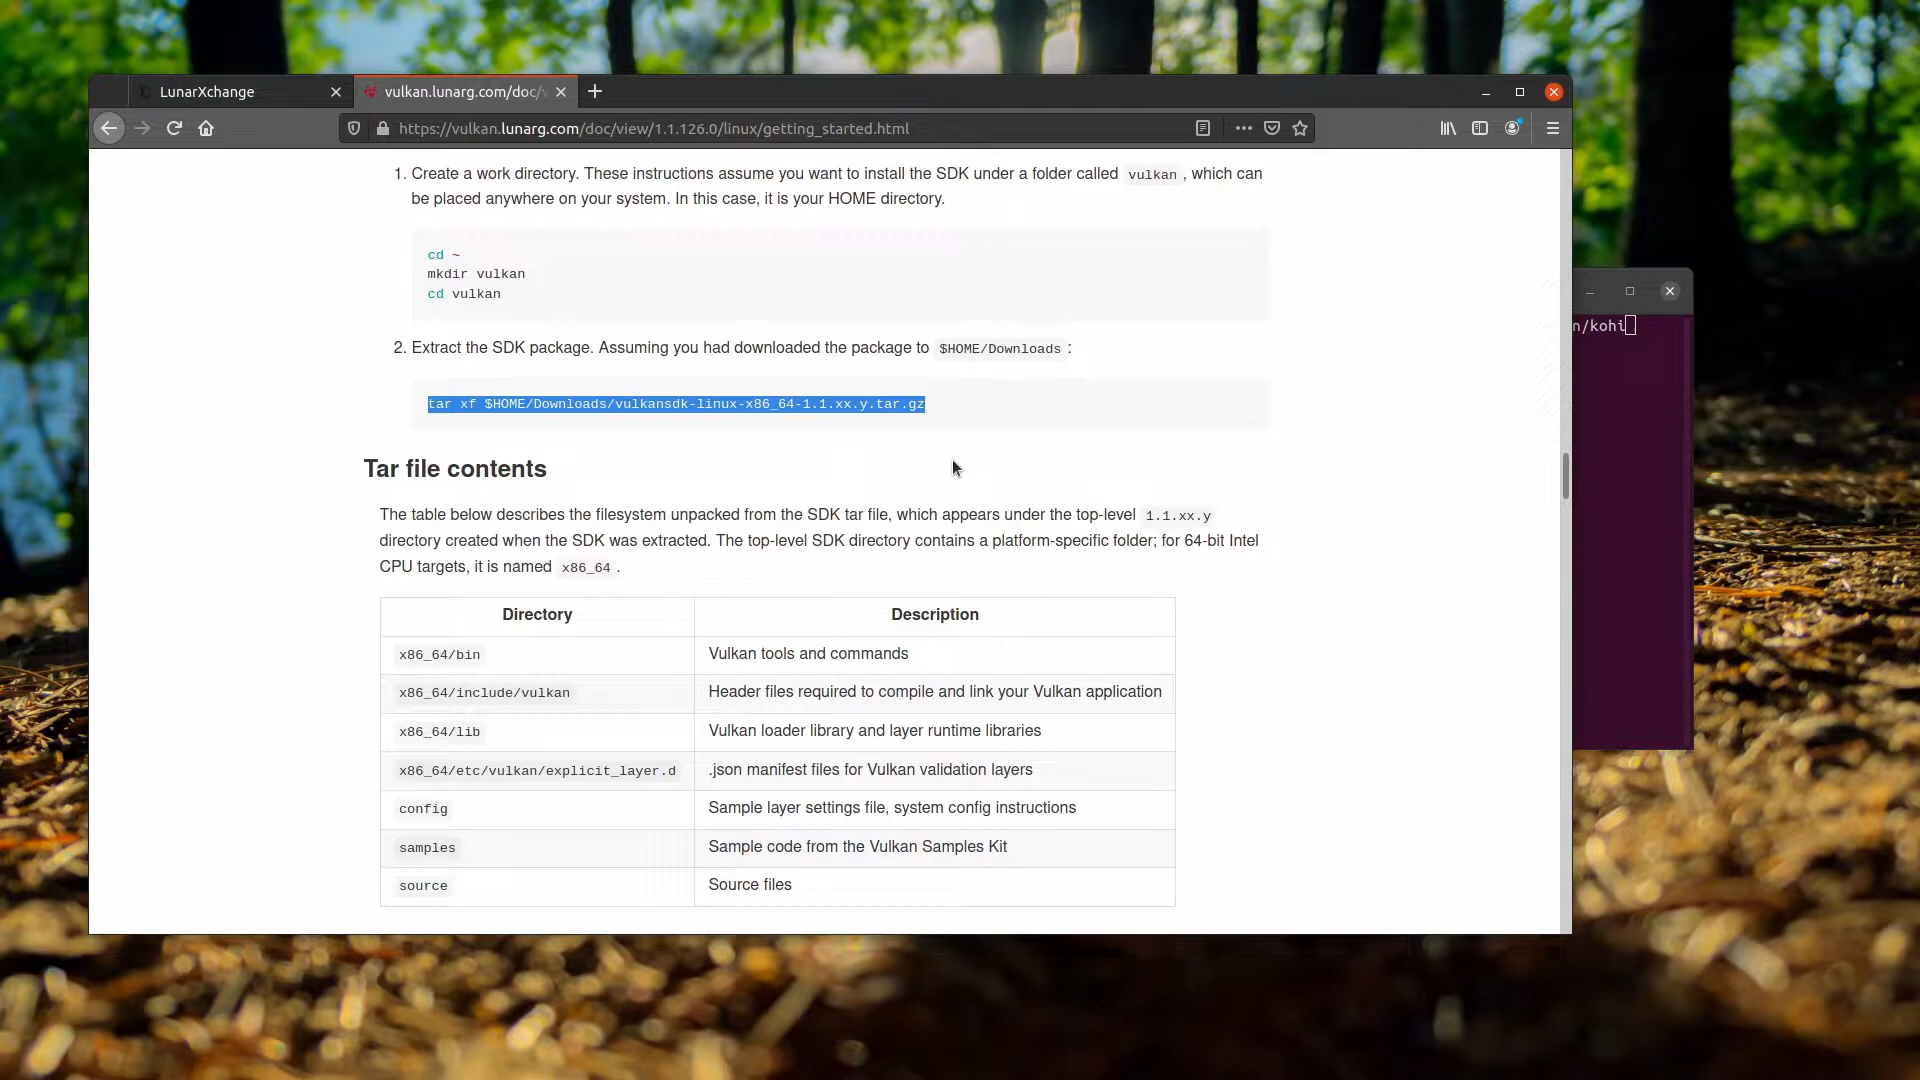 LunarXchange
vulkan.lunarg.com/doc/
https://vulkan.lunarg.com/doc/view/1.1.126.0/linux/getting_started.html
1. Create a work directory. These instructions assume you want to install the SDK under a folder called vulkan , which can
be placed anywhere on your system. In this case, it is your HOME directory.
cd ~
mkdir vulkan
cd vulkan
n/kohi
2. Extract the SDK package. Assuming you had downloaded the package to $HOME/Downloads :
tar xf $HOME/Downloads/vulkansdk-linux-x86_64-1.1.xx.y.tar.gz
Tar file contents
The table below describes the filesystem unpacked from the SDK tar file, which appears under the top-level 1.1.xx.y
directory created when the SDK was extracted. The top-level SDK directory contains a platform-specific folder; for 64-bit Intel
CPU targets, it is named x86_64 .
Directory Description
x86_64/bin Vulkan tools and commands
x86_64/include/vulkan Header files required to compile and link your Vulkan application
x86_64/lib Vulkan loader library and layer runtime libraries
x86_64/etc/vulkan/explicit_layer.d .json manifest files for Vulkan validation layers
config Sample layer settings file, system config instructions
samples Sample code from the Vulkan Samples Kit
source Source files